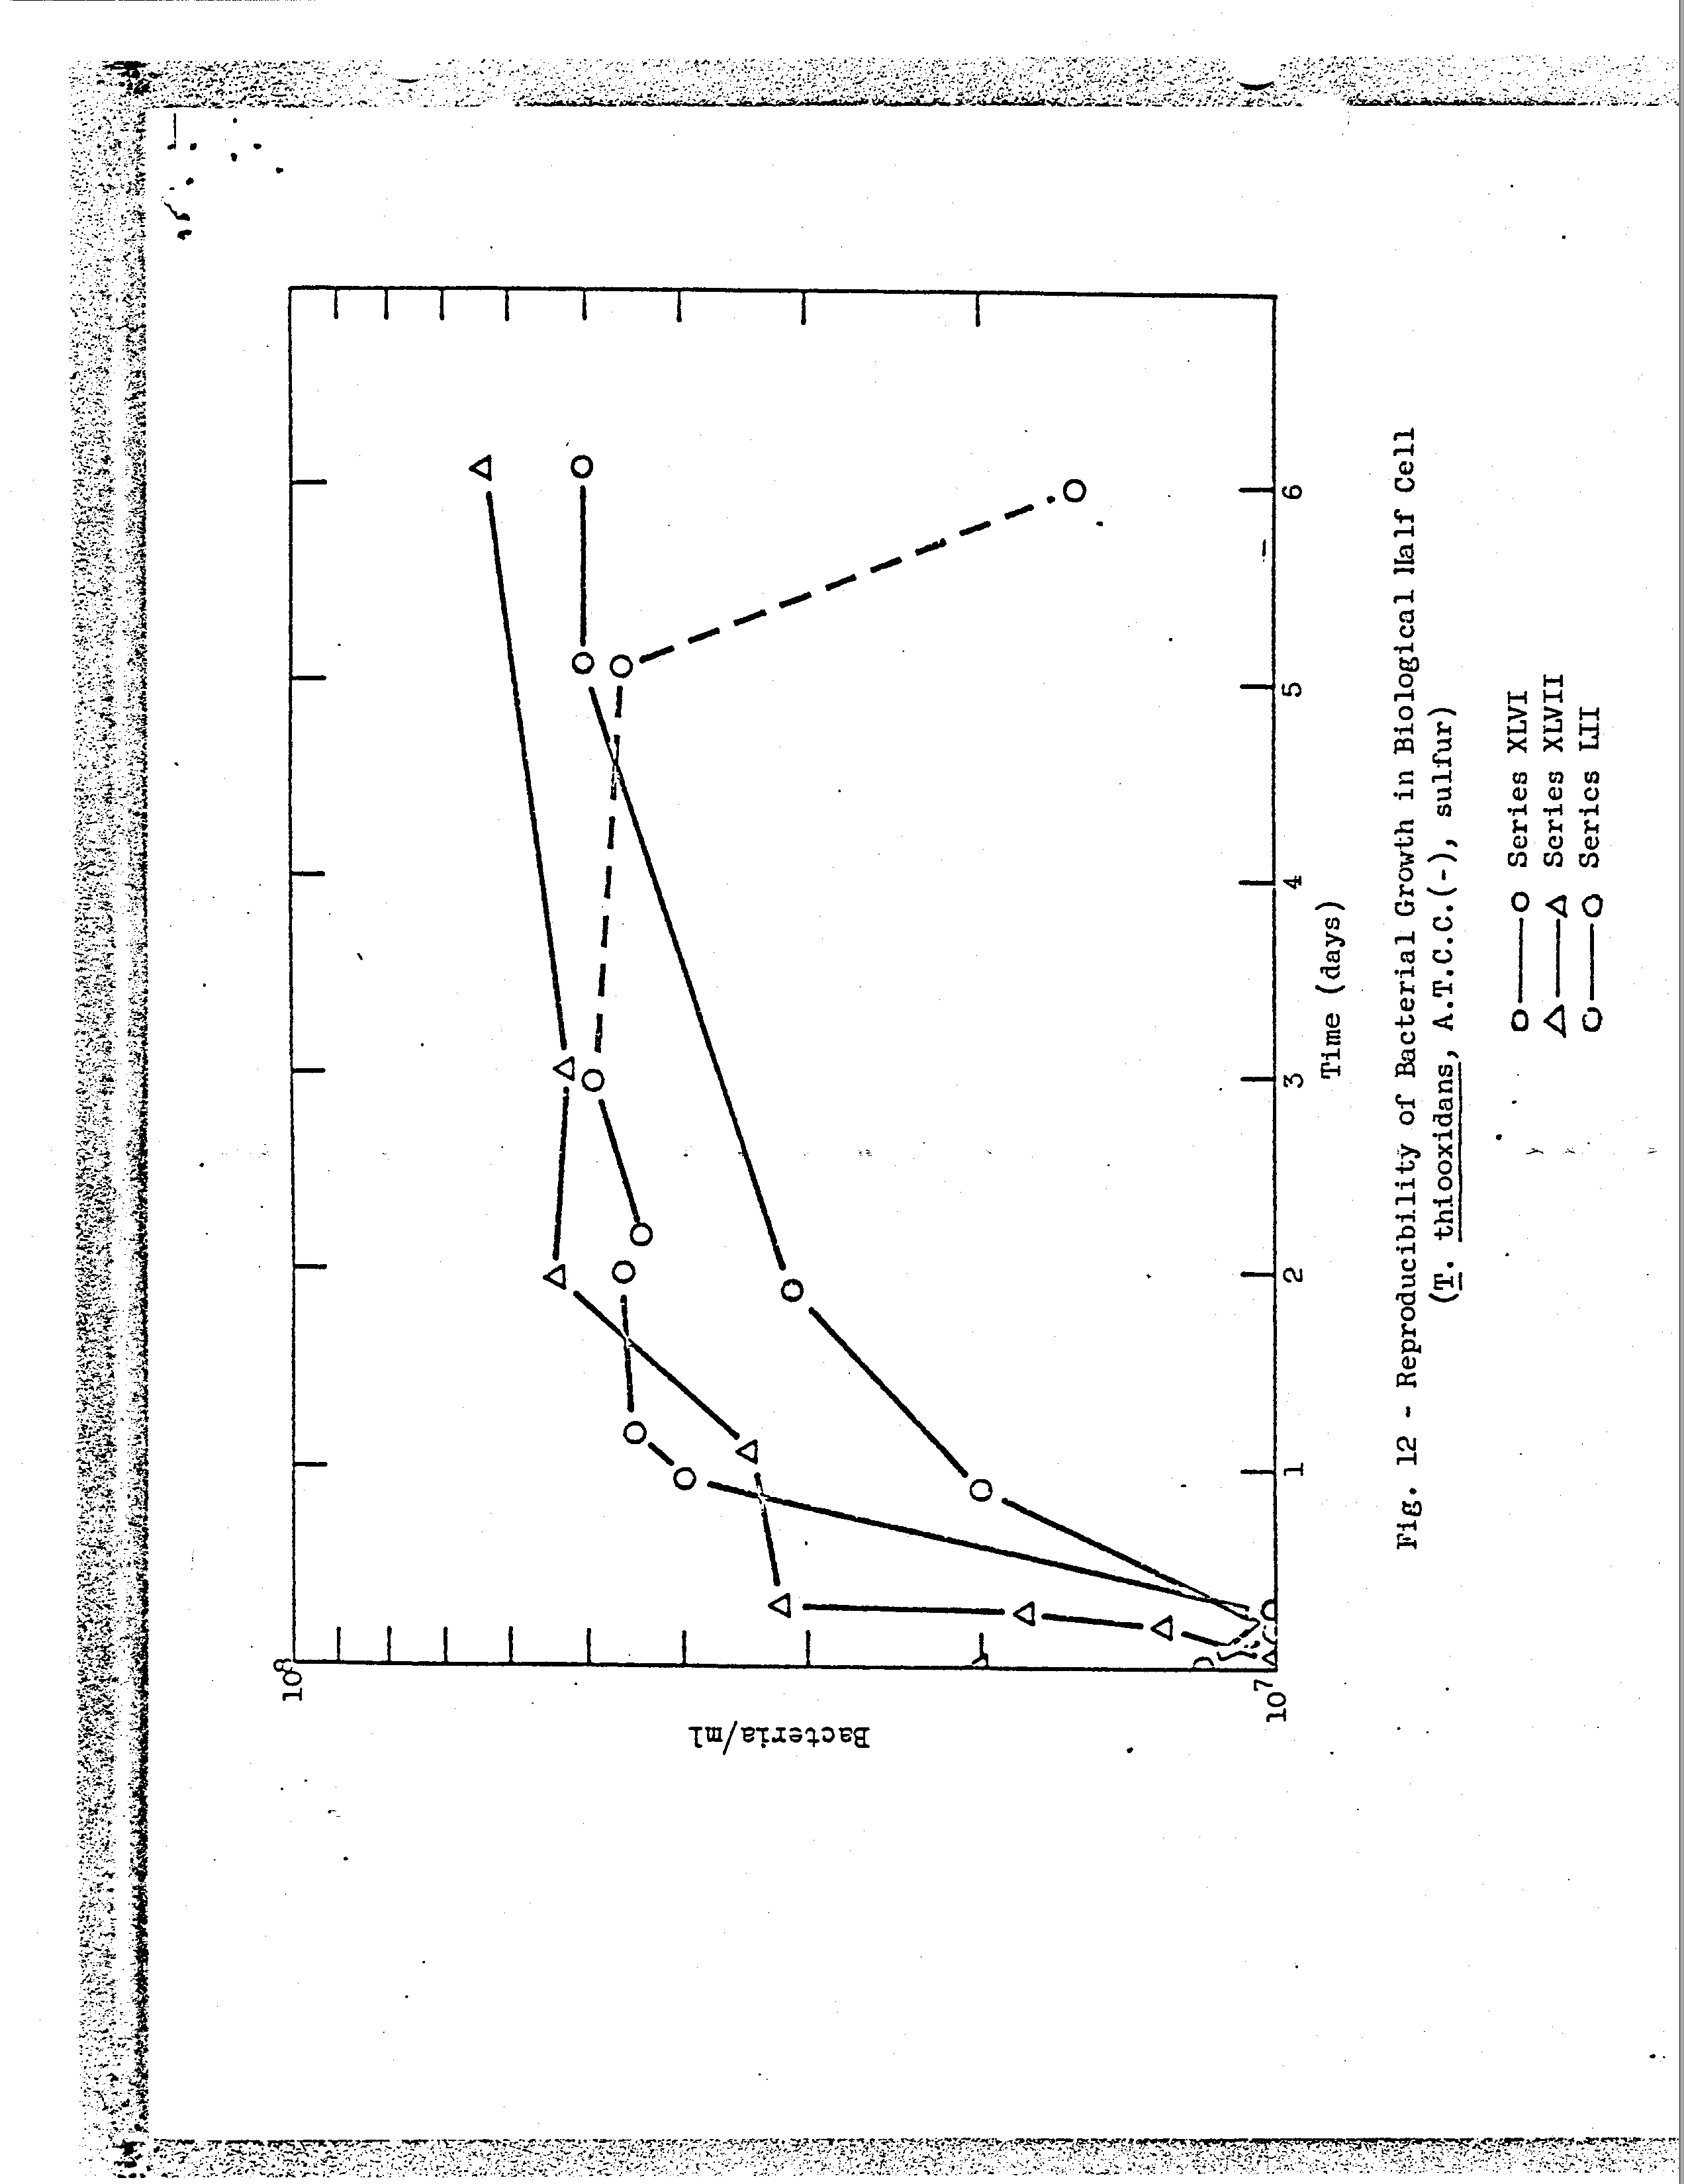 10⁸
Bacteria/ml
10⁷
1 2 3 4 5 6
Time (days)
Fig. 12 - Reproducibility of Bacterial Growth in Biological Half Cell
(T. thiooxidans, A.T.C.C.(-), sulfur)
Series XLVI
Series XLVII
Serics LII